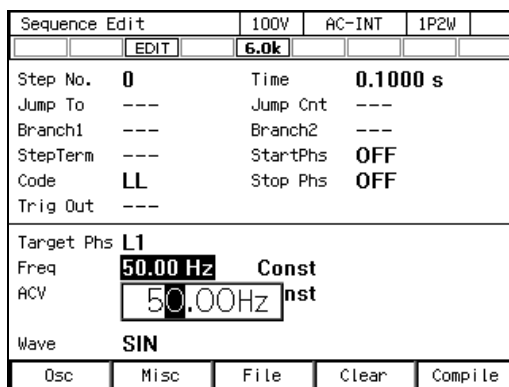 Sequence Edit 100V AC-INT 1P2W
EDIT 6.0k
Step No. 0 Time 0.1000 s
Jump To --- Jump Cnt ---
Branch1 --- Branch2 ---
StepTerm --- StartPhs OFF
Code LL Stop Phs OFF
Trig Out ---
Target Phs L1
Freq 50.00 Hz Const
ACV 50.00Hz nst
Wave SIN
Osc Misc File Clear Compile